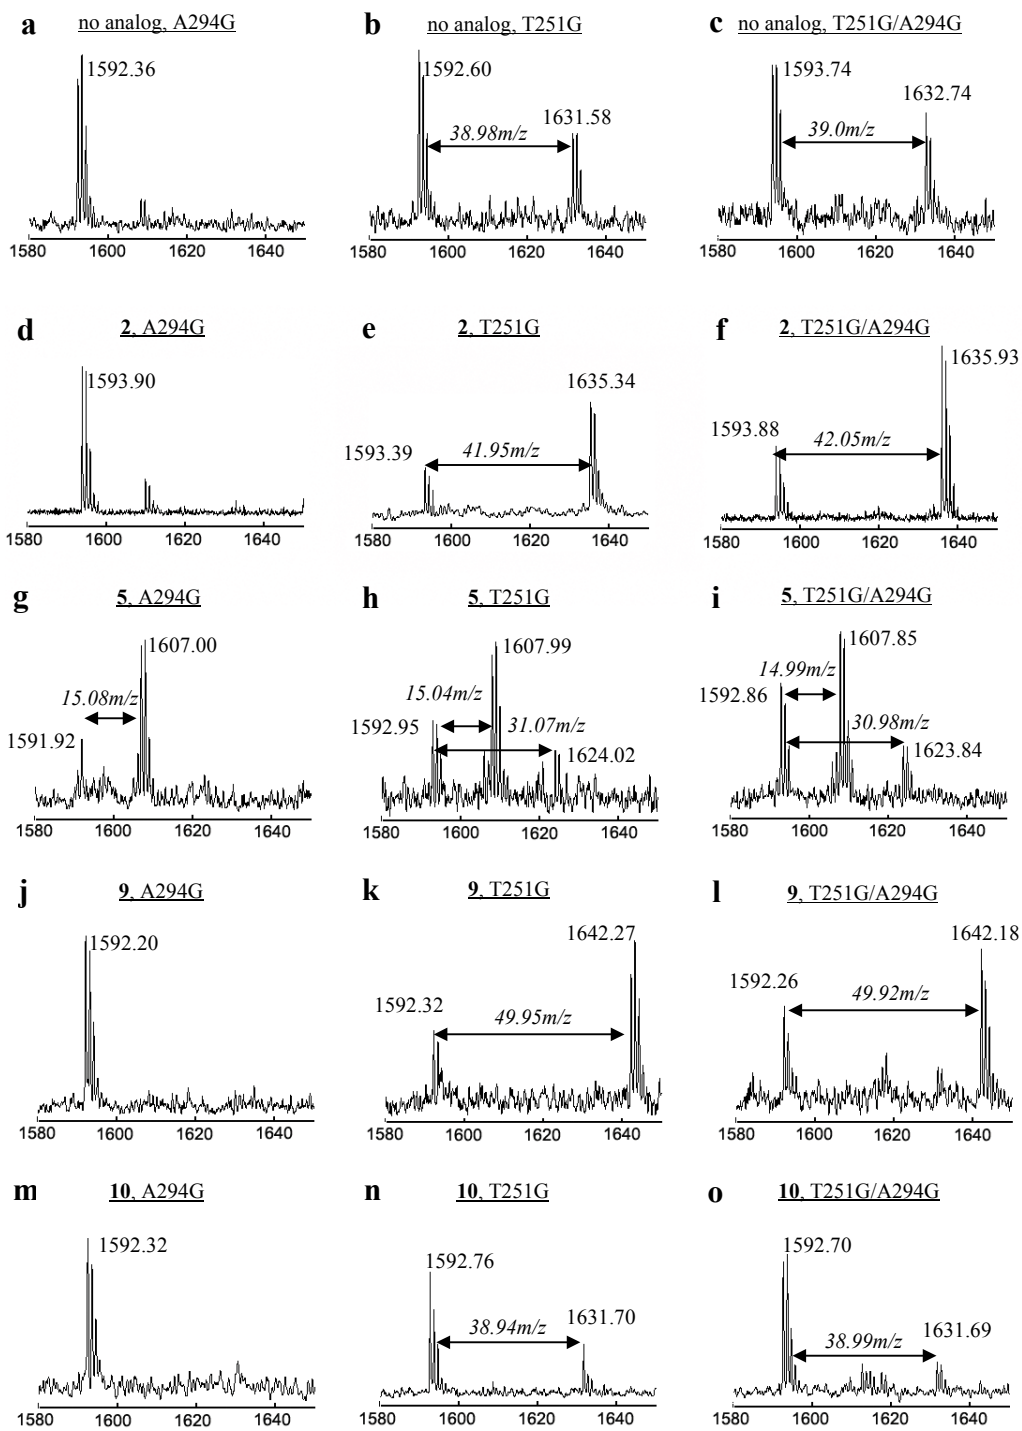 a no analog, A294G
b no analog, T251G
c no analog, T251G/A294G
1592.36
1592.60
1631.58
38.98m/z
1593.74
1632.74
39.0m/z
1580 1600 1620 1640
1580 1600 1620 1640
1580 1600 1620 1640
d 2, A294G
e 2, T251G
f 2, T251G/A294G
1593.90
1593.39
1635.34
41.95m/z
1593.88
1635.93
42.05m/z
1580 1600 1620 1640
1580 1600 1620 1640
1580 1600 1620 1640
g 5, A294G
h 5, T251G
i 5, T251G/A294G
1607.00
15.08m/z
1591.92
1607.99
15.04m/z
1592.95
31.07m/z
1624.02
1607.85
14.99m/z
1592.86
30.98m/z
1623.84
1580 1600 1620 1640
1580 1600 1620 1640
1580 1600 1620 1640
j 9, A294G
k 9, T251G
l 9, T251G/A294G
1592.20
1642.27
1592.32
49.95m/z
1642.18
1592.26
49.92m/z
1580 1600 1620 1640
1580 1600 1620 1640
1580 1600 1620 1640
m 10, A294G
n 10, T251G
o 10, T251G/A294G
1592.32
1592.76
1631.70
38.94m/z
1592.70
1631.69
38.99m/z
1580 1600 1620 1640
1580 1600 1620 1640
1580 1600 1620 1640